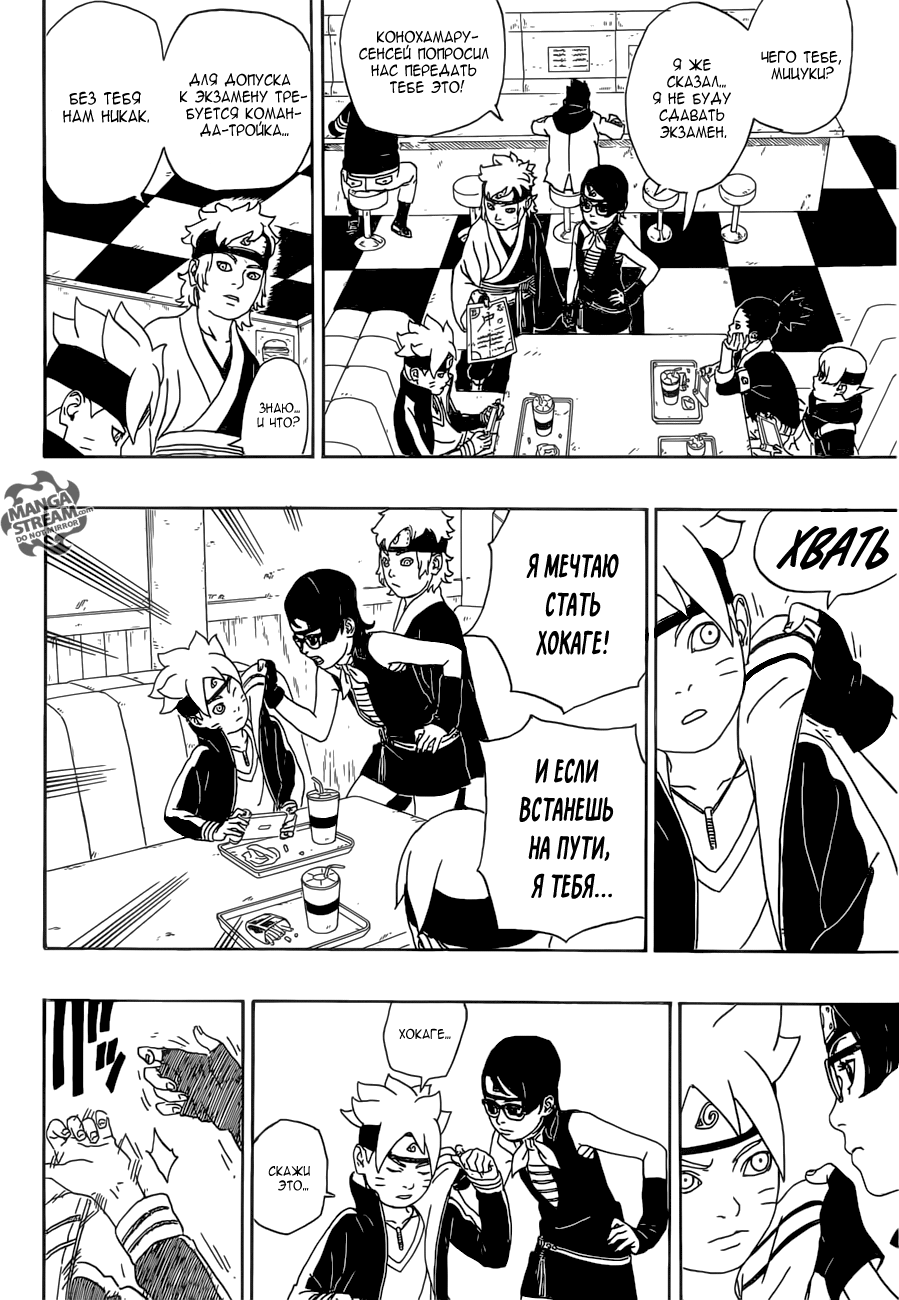 ЧЕГО ТЕБЕ,
МИЦУКИ?
Я ЖЕ
СКАЗАЛ...
Я НЕ БУДУ
СДАВАТЬ
ЭКЗАМЕН.
КОНОХАМАРУ-
СЕНСЕЙ ПОПРОСИЛ
НАС ПЕРЕДАТЬ
ТЕБЕ ЭТО!
中
ДЛЯ ДОПУСКА
К ЭКЗАМЕНУ ТРЕ-
БУЕТСЯ КОМАН-
ДА-ТРОЙКА...
БЕЗ ТЕБЯ
НАМ НИКАК.
ЗНАЮ...
И ЧТО?
MANGA
STREAM.com
DO NOT MIRROR
ХВАТЬ
Я МЕЧТАЮ
СТАТЬ
ХОКАГЕ!
И ЕСЛИ
ВСТАНЕШЬ
НА ПУТИ,
Я ТЕБЯ...
ХОКАГЕ...
СКАЖИ
ЭТО...